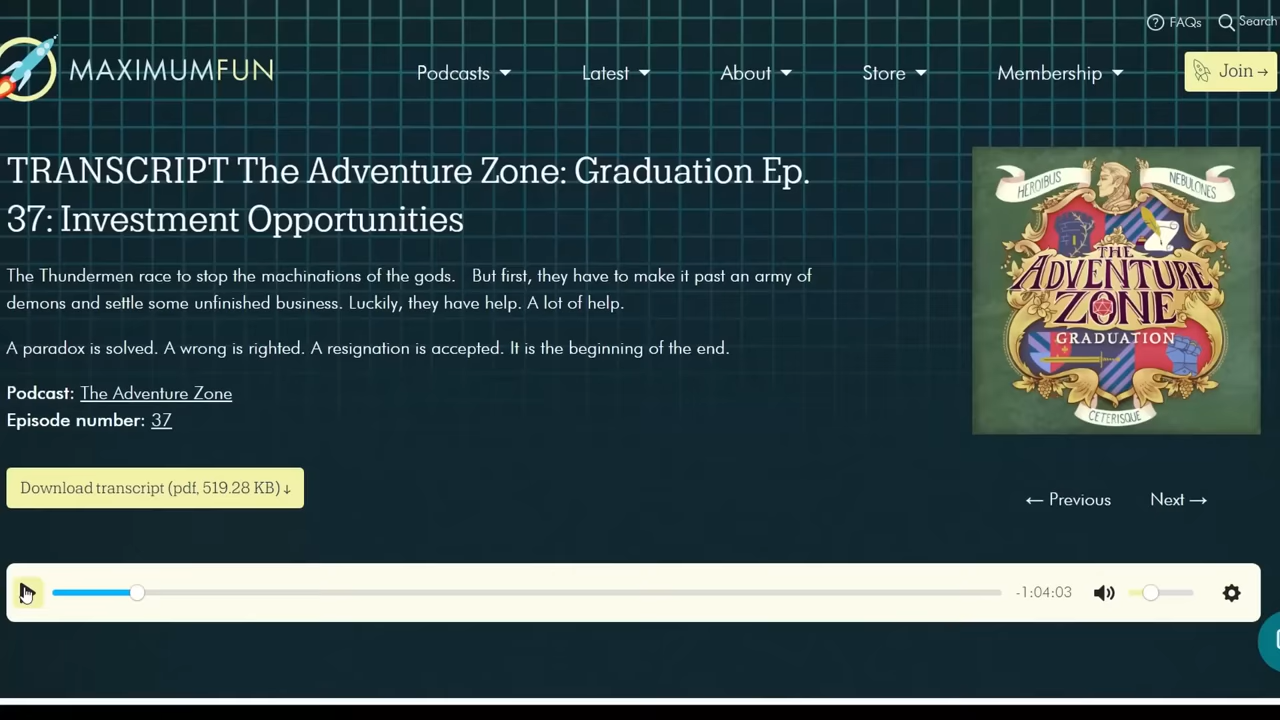 FAQs Search
MAXIMUMFUN
Podcasts Latest About Store Membership Join →
TRANSCRIPT The Adventure Zone: Graduation Ep.
37: Investment Opportunities
The Thundermen race to stop the machinations of the gods. But first, they have to make it past an army of
demons and settle some unfinished business. Luckily, they have help. A lot of help.
A paradox is solved. A wrong is righted. A resignation is accepted. It is the beginning of the end.
Podcast: The Adventure Zone
Episode number: 37
Download transcript (pdf, 519.28 KB) ↓
HEROIBUS
NEBULONES
THE
ADVENTURE
ZONE
GRADUATION
CETERISQUE
← Previous Next →
-1:04:03